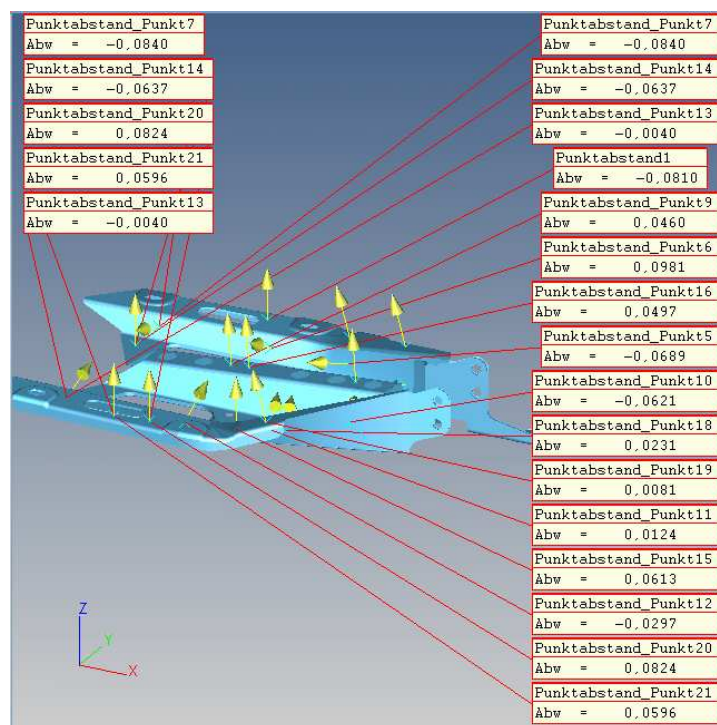 Punktabstand_Punkt7
Abw = -0,0840
Punktabstand_Punkt14
Abw = -0,0637
Punktabstand_Punkt20
Abw = 0,0824
Punktabstand_Punkt21
Abw = 0,0596
Punktabstand_Punkt13
Abw = -0,0040
Punktabstand_Punkt7
Abw = -0,0840
Punktabstand_Punkt14
Abw = -0,0637
Punktabstand_Punkt13
Abw = -0,0040
Punktabstand1
Abw = -0,0810
Punktabstand_Punkt9
Abw = 0,0460
Punktabstand_Punkt6
Abw = 0,0981
Punktabstand_Punkt16
Abw = 0,0497
Punktabstand_Punkt5
Abw = -0,0689
Punktabstand_Punkt10
Abw = -0,0621
Punktabstand_Punkt18
Abw = 0,0231
Punktabstand_Punkt19
Abw = 0,0081
Punktabstand_Punkt11
Abw = 0,0124
Punktabstand_Punkt15
Abw = 0,0613
Punktabstand_Punkt12
Abw = -0,0297
Punktabstand_Punkt20
Abw = 0,0824
Punktabstand_Punkt21
Abw = 0,0596
Z
Y
X